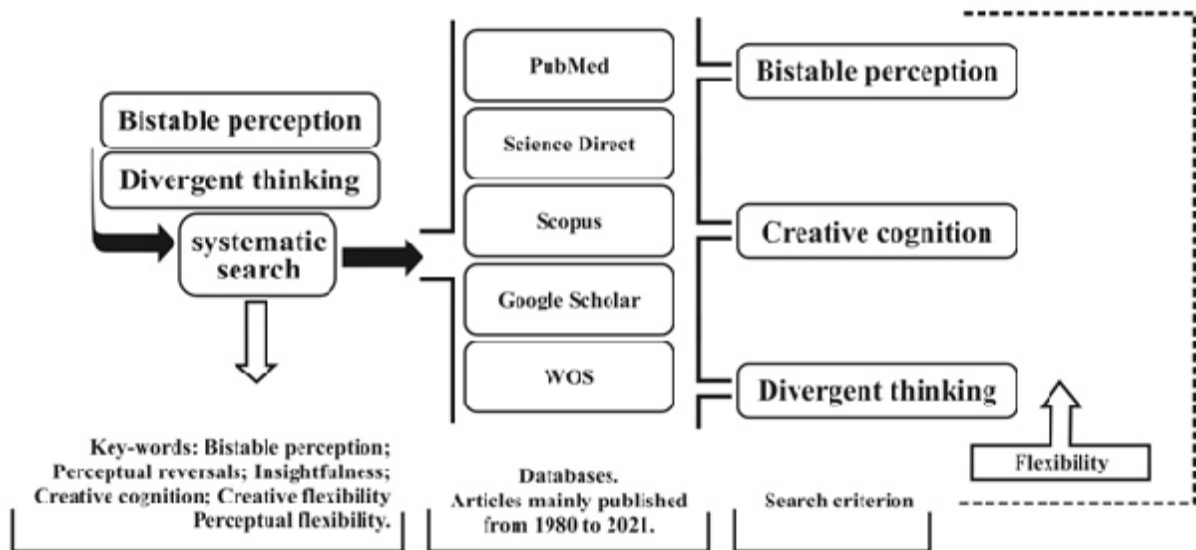 Bistable perception
Divergent thinking
systematic
search
Key-words: Bistable perception;
Perceptual reversals; Insightfulness;
Creative cognition; Creative flexibility
Perceptual flexibility.
PubMed
Science Direct
Scopus
Google Scholar
WOS
Databases.
Articles mainly published
from 1980 to 2021.
Bistable perception
Creative cognition
Divergent thinking
Search criterion
Flexibility